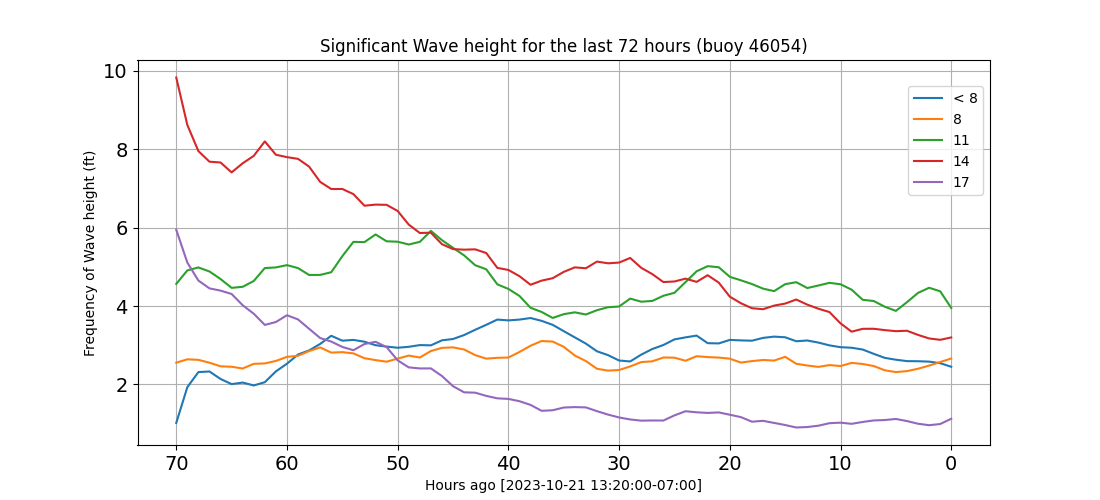 Significant Wave height for the last 72 hours (buoy 46054)
Frequency of Wave height (ft)
10
8
6
4
2
< 8
8
11
14
17
70 60 50 40 30 20 10 0
Hours ago [2023-10-21 13:20:00-07:00]